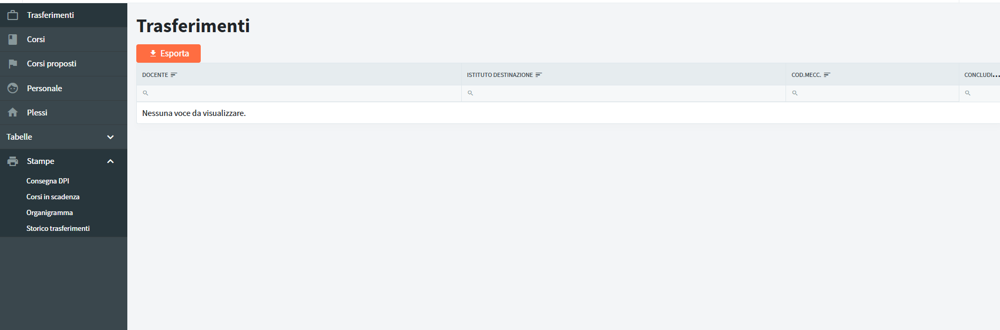 Trasferimenti
Corsi
Corsi proposti
Personale
Plessi
Tabelle
Stampe
Consegna DPI
Corsi in scadenza
Organigramma
Storico trasferimenti
Trasferimenti
Esporta
DOCENTE ISTITUTO DESTINAZIONE COD.MECC. CONCLUDI...
Nessuna voce da visualizzare.